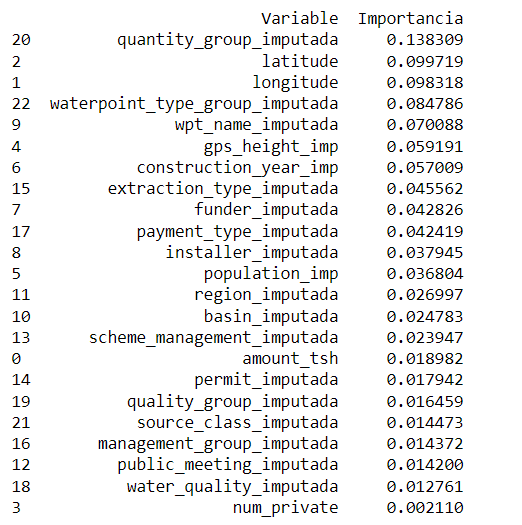 Variable Importancia
20 quantity_group_imputada 0.138309
2 latitude 0.099719
1 longitude 0.098318
22 waterpoint_type_group_imputada 0.084786
9 wpt_name_imputada 0.070088
4 gps_height_imp 0.059191
6 construction_year_imp 0.057009
15 extraction_type_imputada 0.045562
7 funder_imputada 0.042826
17 payment_type_imputada 0.042419
8 installer_imputada 0.037945
5 population_imp 0.036804
11 region_imputada 0.026997
10 basin_imputada 0.024783
13 scheme_management_imputada 0.023947
0 amount_tsh 0.018982
14 permit_imputada 0.017942
19 quality_group_imputada 0.016459
21 source_class_imputada 0.014473
16 management_group_imputada 0.014372
12 public_meeting_imputada 0.014200
18 water_quality_imputada 0.012761
3 num_private 0.002110